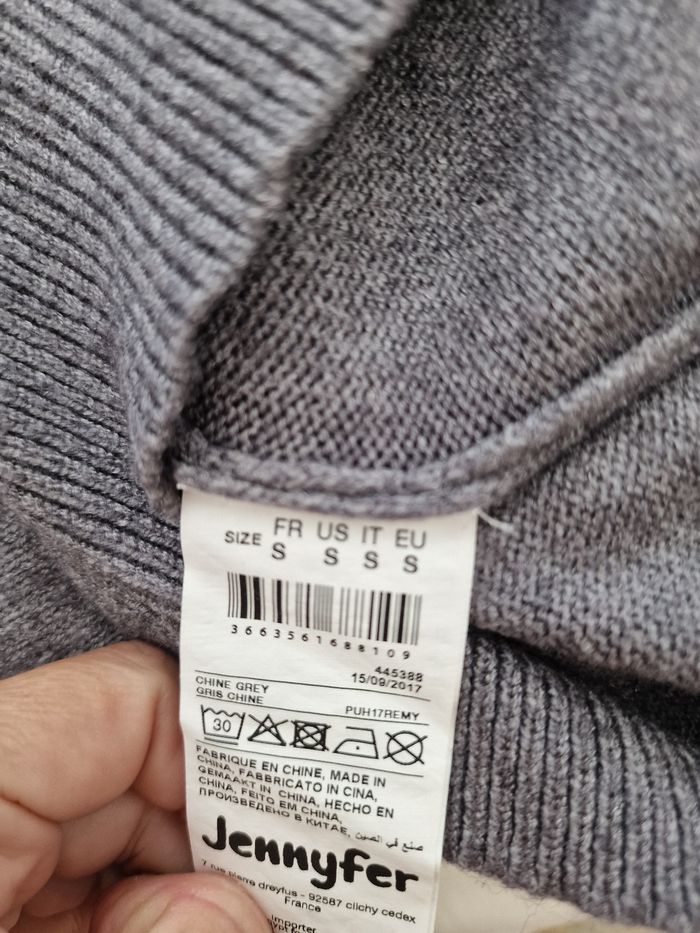 SIZE FR US IT EU
S S S S
3663561688109
445388
15/09/2017
CHINE GREY
GRIS CHINE
PUH17REMY
30
FABRIQUE EN CHINE, MADE IN
CHINA, FABBRICATO IN CINA,
GEMAAKT IN CHINA, HECHO EN
CHINA, FEITO EM CHINA,
ПРОИЗВЕДЕНО В КИТАЕ, صنع في الصين
Jennyfer
7 rue pierre dreyfus - 92587 clichy cedex
France
Importer